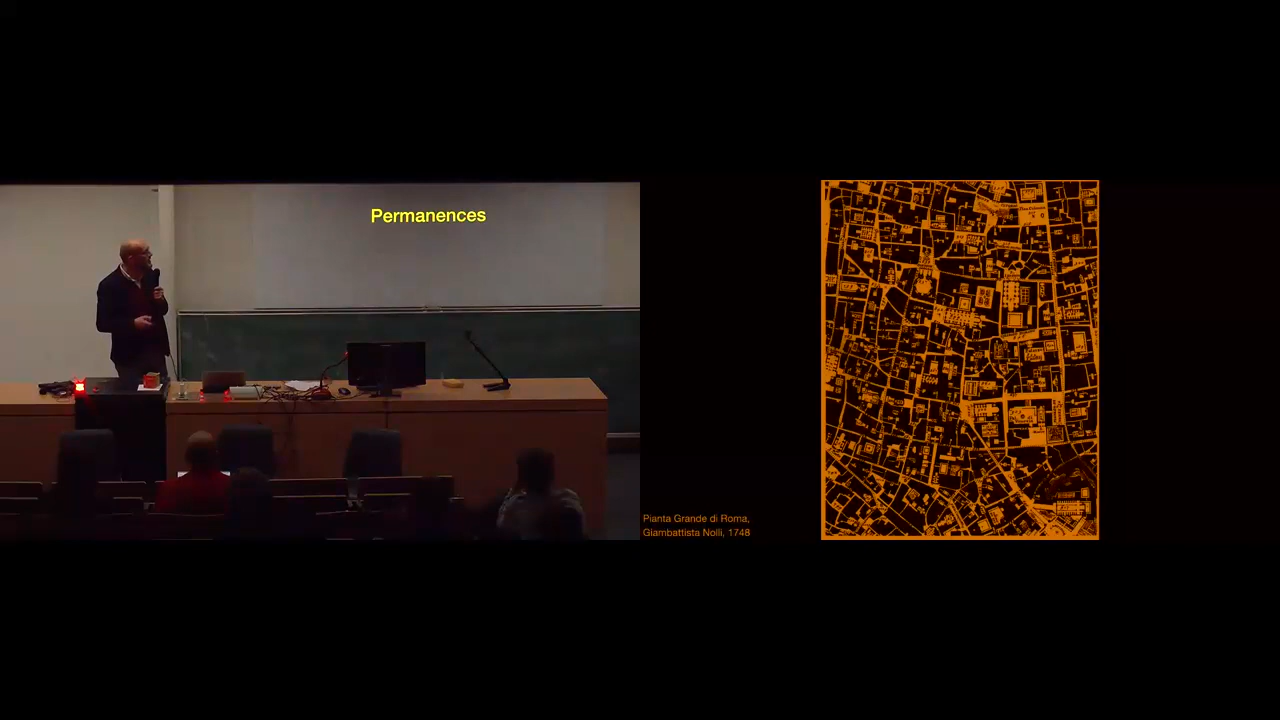 Permanences
Pianta Grande di Roma,
Giambattista Nolli, 1748